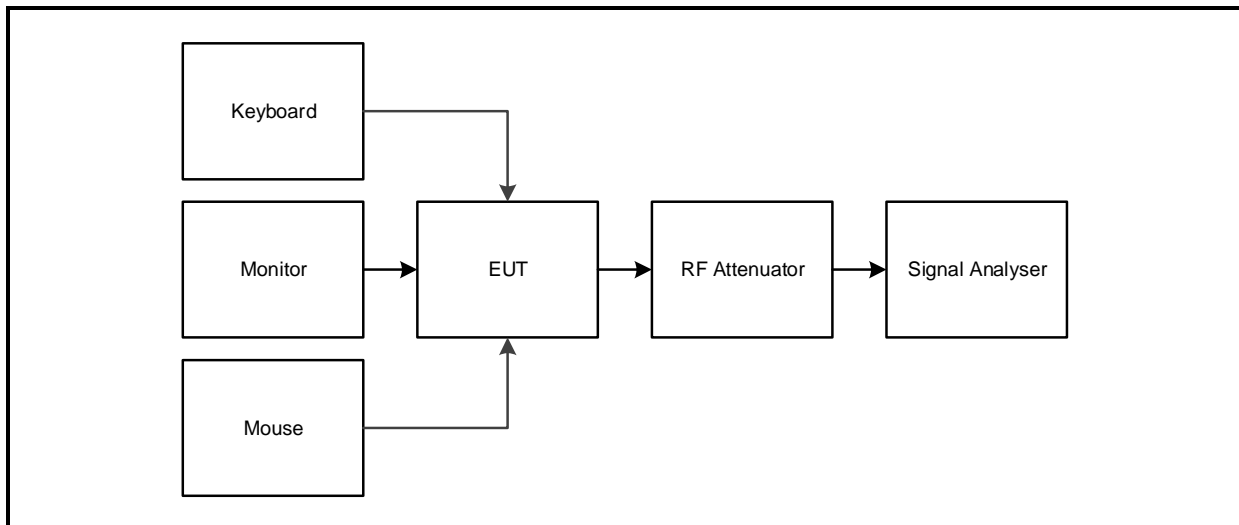 Keyboard
Monitor
EUT
RF Attenuator
Signal Analyser
Mouse